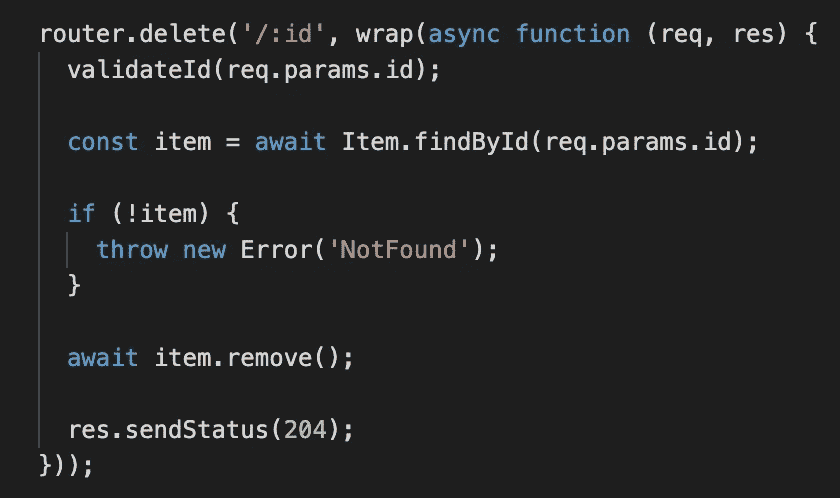 router.delete('/:id', wrap(async function (req, res) {
  validateId(req.params.id);

  const item = await Item.findById(req.params.id);

  if (!item) {
    throw new Error('NotFound');
  }

  await item.remove();

  res.sendStatus(204);
}));